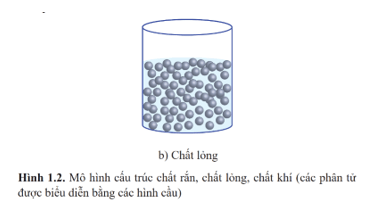 b) Chất lỏng
Hình 1.2. Mô hình cấu trúc chất rắn, chất lỏng, chất khí (các phân tử
được biểu diễn bằng các hình cầu)